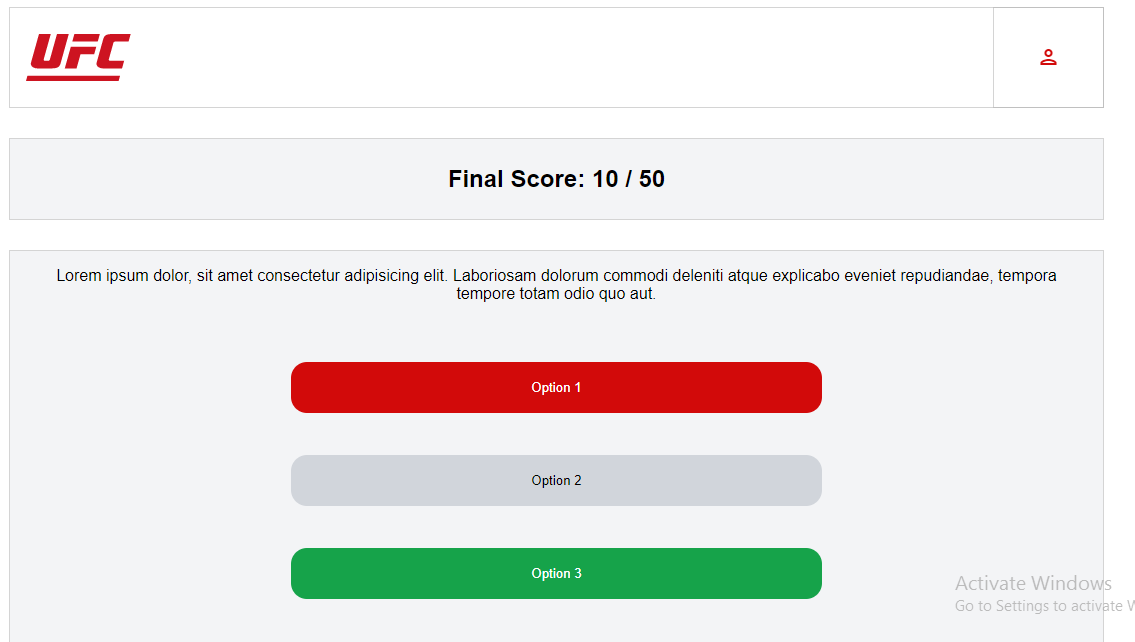 UFC
Final Score: 10 / 50
Lorem ipsum dolor, sit amet consectetur adipisicing elit. Laboriosam dolorum commodi deleniti atque explicabo eveniet repudiandae, tempora
tempore totam odio quo aut.
Option 1
Option 2
Option 3
Activate Windows
Go to Settings to activate W